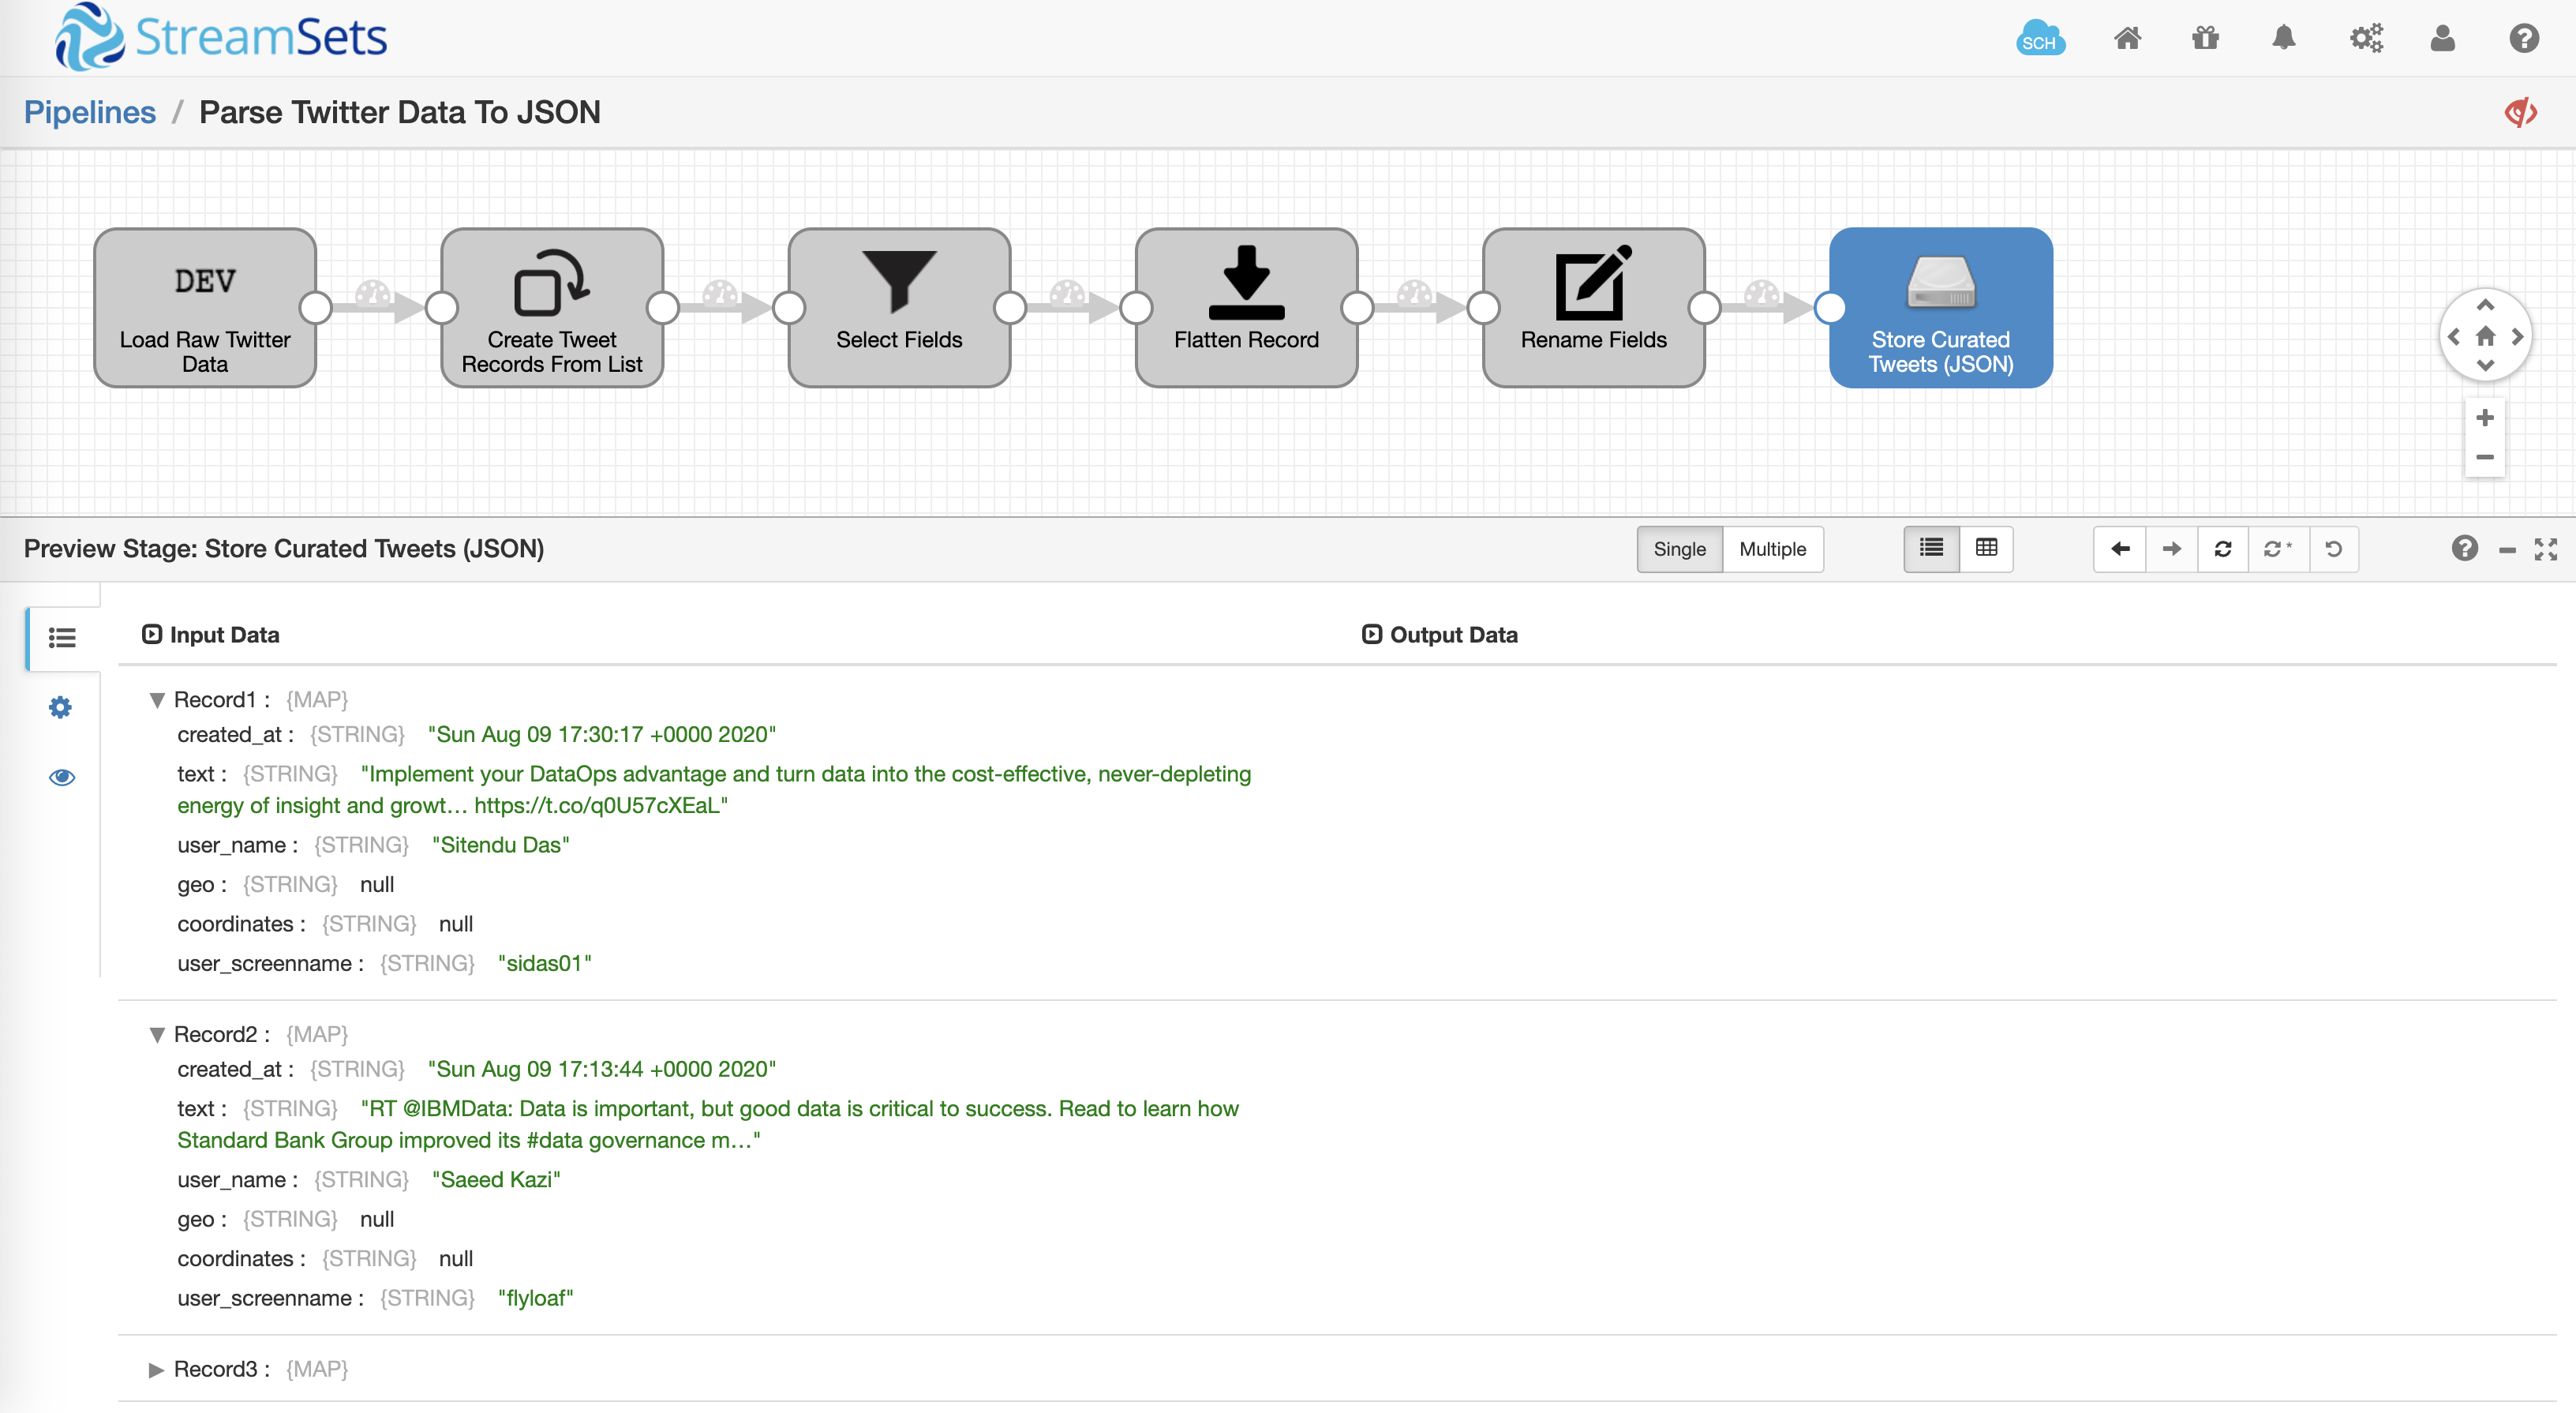 StreamSets
SCH
Pipelines / Parse Twitter Data To JSON
DEV
Load Raw Twitter
Data
Create Tweet
Records From List
Select Fields
Flatten Record
Rename Fields
Store Curated
Tweets (JSON)
Preview Stage: Store Curated Tweets (JSON)
Single
Multiple
Input Data
Output Data
Record1 : {MAP}
created_at : {STRING} "Sun Aug 09 17:30:17 +0000 2020"
text : {STRING} "Implement your DataOps advantage and turn data into the cost-effective, never-depleting
energy of insight and growt… https://t.co/q0U57cXEaL"
user_name : {STRING} "Sitendu Das"
geo : {STRING} null
coordinates : {STRING} null
user_screenname : {STRING} "sidas01"
Record2 : {MAP}
created_at : {STRING} "Sun Aug 09 17:13:44 +0000 2020"
text : {STRING} "RT @IBMData: Data is important, but good data is critical to success. Read to learn how
Standard Bank Group improved its #data governance m…"
user_name : {STRING} "Saeed Kazi"
geo : {STRING} null
coordinates : {STRING} null
user_screenname : {STRING} "flyloaf"
Record3 : {MAP}